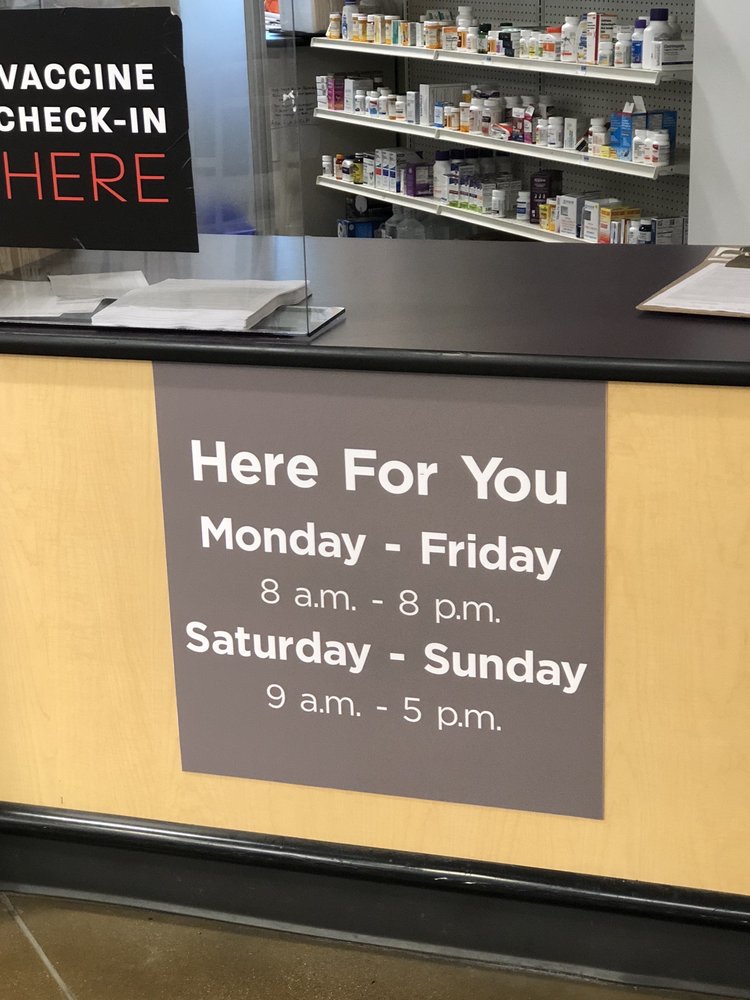 VACCINE
CHECK-IN
HERE
Here For You
Monday - Friday
8 a.m. - 8 p.m.
Saturday - Sunday
9 a.m. - 5 p.m.